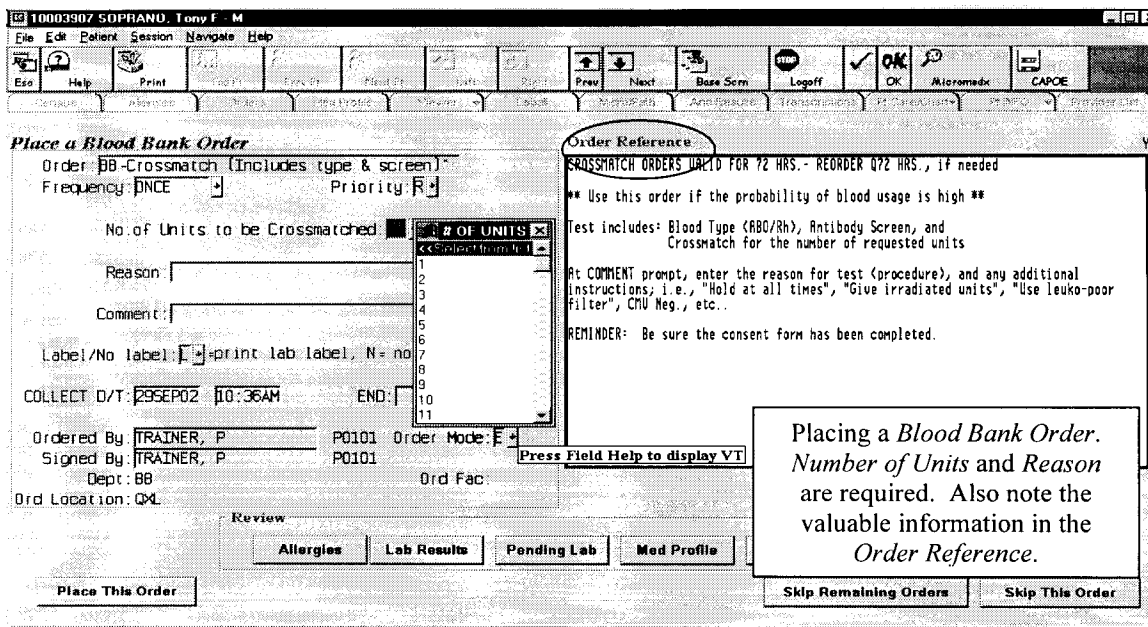 10003907 SOPRANO, Tony F - M
File Edit Patient Session Navigate Help
Esc Help Print Prev Next Base Scrn Logoff OK Micromedx CAPOE
Place a Blood Bank Order
Order BB-Crossmatch (Includes type & screen)
Frequency: ONCE Priority: R
No. of Units to be Crossmatched
# OF UNITS
1
2
3
4
5
6
7
8
9
10
11
Reason:
Comment:
Label/No label: L =print lab label, N= no
COLLECT D/T: 29SEP02 10:36AM END:
Ordered By: TRAINER, P P0101 Order Mode: E
Signed By: TRAINER, P P0101
Dept: BB Ord Fac:
Ord Location: QXL
Press Field Help to display VT
Order Reference
CROSSMATCH ORDERS VALID FOR 72 HRS.- REORDER Q72 HRS., if needed
** Use this order if the probability of blood usage is high **
Test includes: Blood Type (ABO/Rh), Antibody Screen, and
Crossmatch for the number of requested units
At COMMENT prompt, enter the reason for test (procedure), and any additional
instructions; i.e., "Hold at all times", "Give irradiated units", "Use leuko-poor
filter", CMV Neg., etc..
REMINDER: Be sure the consent form has been completed.
Placing a Blood Bank Order.
Number of Units and Reason
are required. Also note the
valuable information in the
Order Reference.
Review
Allergies Lab Results Pending Lab Med Profile
Place This Order Skip Remaining Orders Skip This Order